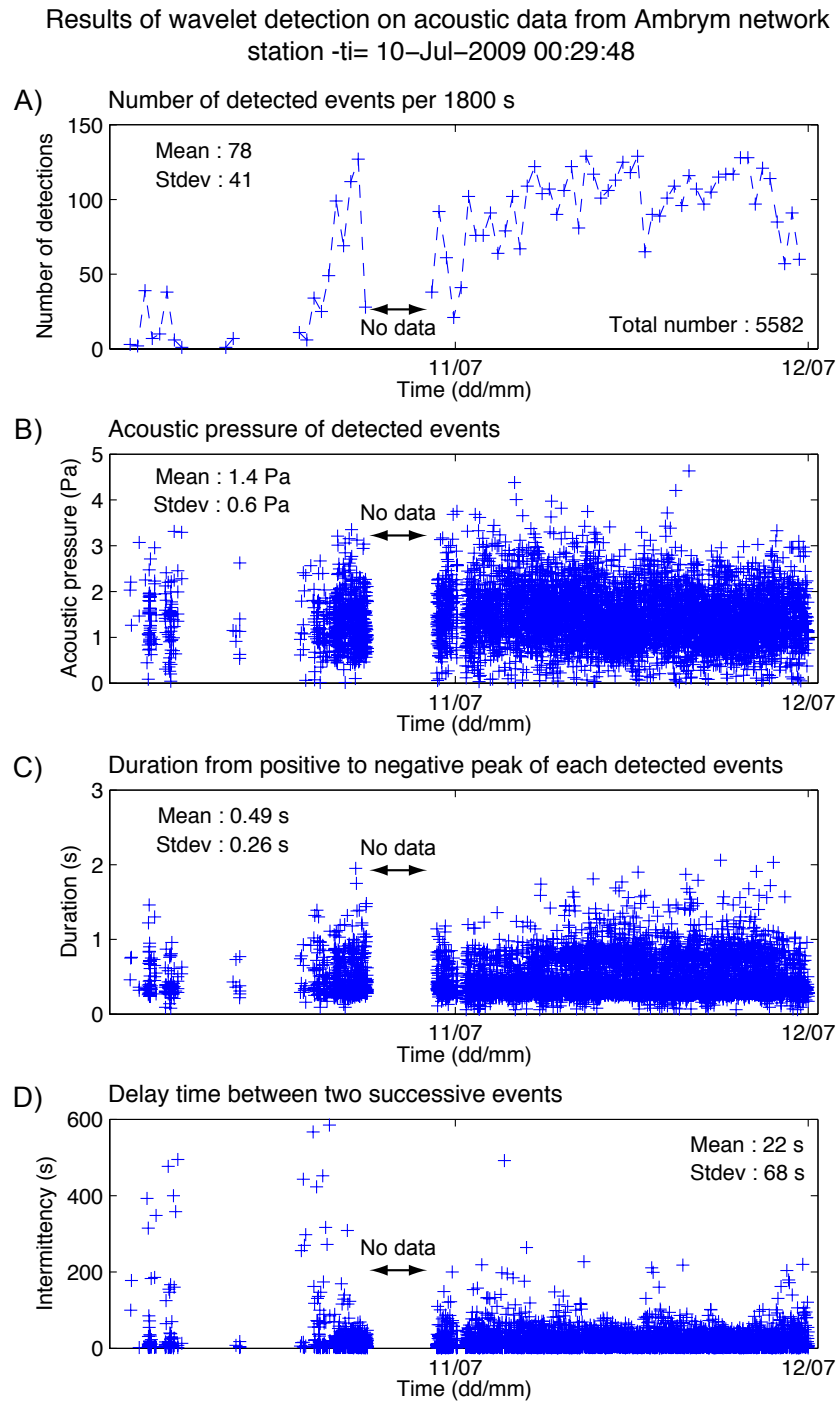 Results of wavelet detection on acoustic data from Ambrym network
station -ti= 10-Jul-2009 00:29:48
A) Number of detected events per 1800 s
150
100
50
0
Number of detections
Mean : 78
Stdev : 41
No data
Total number : 5582
11/07
12/07
Time (dd/mm)
B) Acoustic pressure of detected events
5
4
3
2
1
0
Acoustic pressure (Pa)
Mean : 1.4 Pa
Stdev : 0.6 Pa
No data
11/07
12/07
Time (dd/mm)
C) Duration from positive to negative peak of each detected events
3
2
1
0
Duration (s)
Mean : 0.49 s
Stdev : 0.26 s
No data
11/07
12/07
Time (dd/mm)
D) Delay time between two successive events
600
400
200
0
Intermittency (s)
Mean : 22 s
Stdev : 68 s
No data
11/07
12/07
Time (dd/mm)